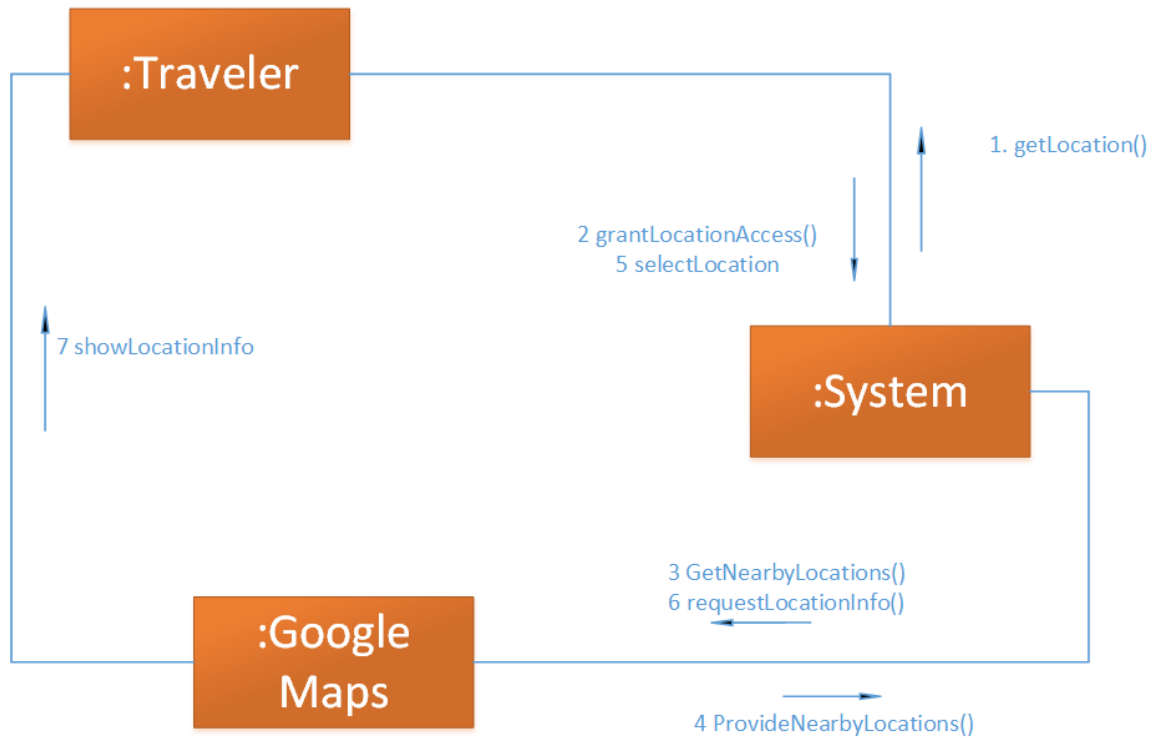 :Traveler
1. getLocation()
2 grantLocationAccess()
5 selectLocation
7 showLocationInfo
:System
3 GetNearbyLocations()
6 requestLocationInfo()
:Google
Maps
4 ProvideNearbyLocations()